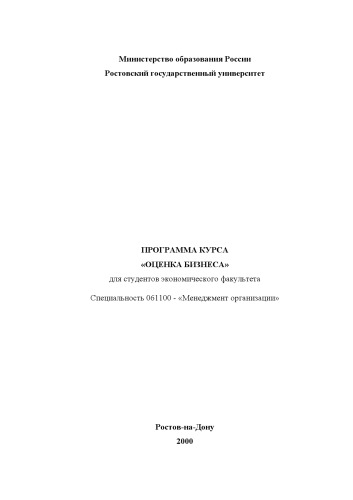 Министерство образования России
Ростовский государственный университет
ПРОГРАММА КУРСА
«ОЦЕНКА БИЗНЕСА»
для студентов экономического факультета
Специальность 061100 - «Менеджмент организации»
Ростов-на-Дону
2000